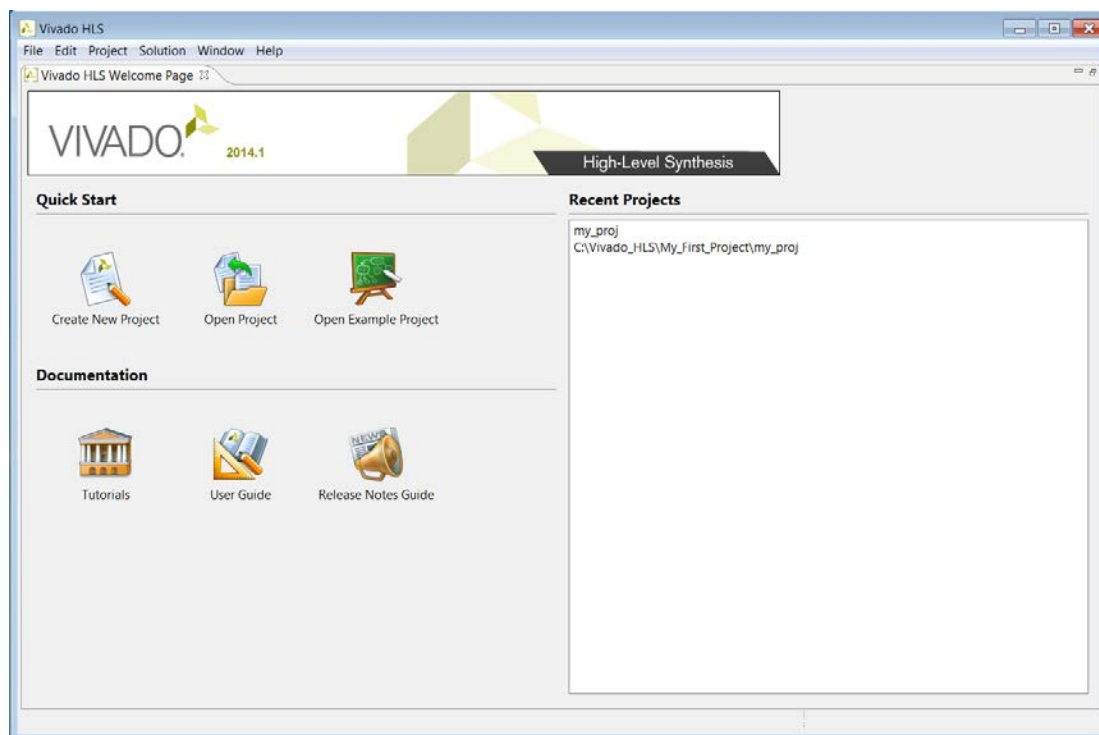 Vivado HLS
File Edit Project Solution Window Help
Vivado HLS Welcome Page
VIVADO. 2014.1
High-Level Synthesis
Quick Start
Create New Project Open Project Open Example Project
Documentation
NEWS
Tutorials User Guide Release Notes Guide
Recent Projects
my_proj
C:\Vivado_HLS\My_First_Project\my_proj